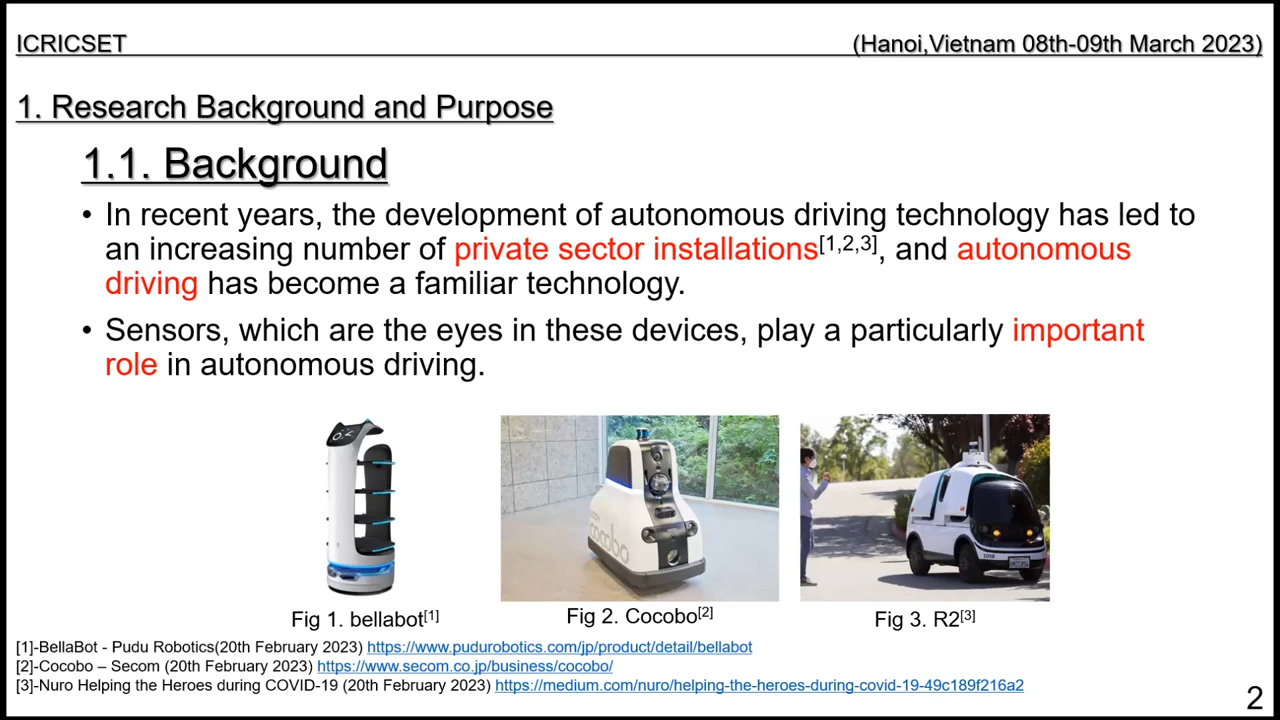 ICRICSET
(Hanoi,Vietnam 08th-09th March 2023)
1. Research Background and Purpose
1.1. Background
• In recent years, the development of autonomous driving technology has led to
an increasing number of private sector installations[1,2,3], and autonomous
driving has become a familiar technology.
• Sensors, which are the eyes in these devices, play a particularly important
role in autonomous driving.
cocobo
Fig 1. bellabot[1]
Fig 2. Cocobo[2]
Fig 3. R2[3]
[1]-BellaBot - Pudu Robotics(20th February 2023) https://www.pudurobotics.com/jp/product/detail/bellabot
[2]-Cocobo – Secom (20th February 2023) https://www.secom.co.jp/business/cocobo/
[3]-Nuro Helping the Heroes during COVID-19 (20th February 2023) https://medium.com/nuro/helping-the-heroes-during-covid-19-49c189f216a2
2